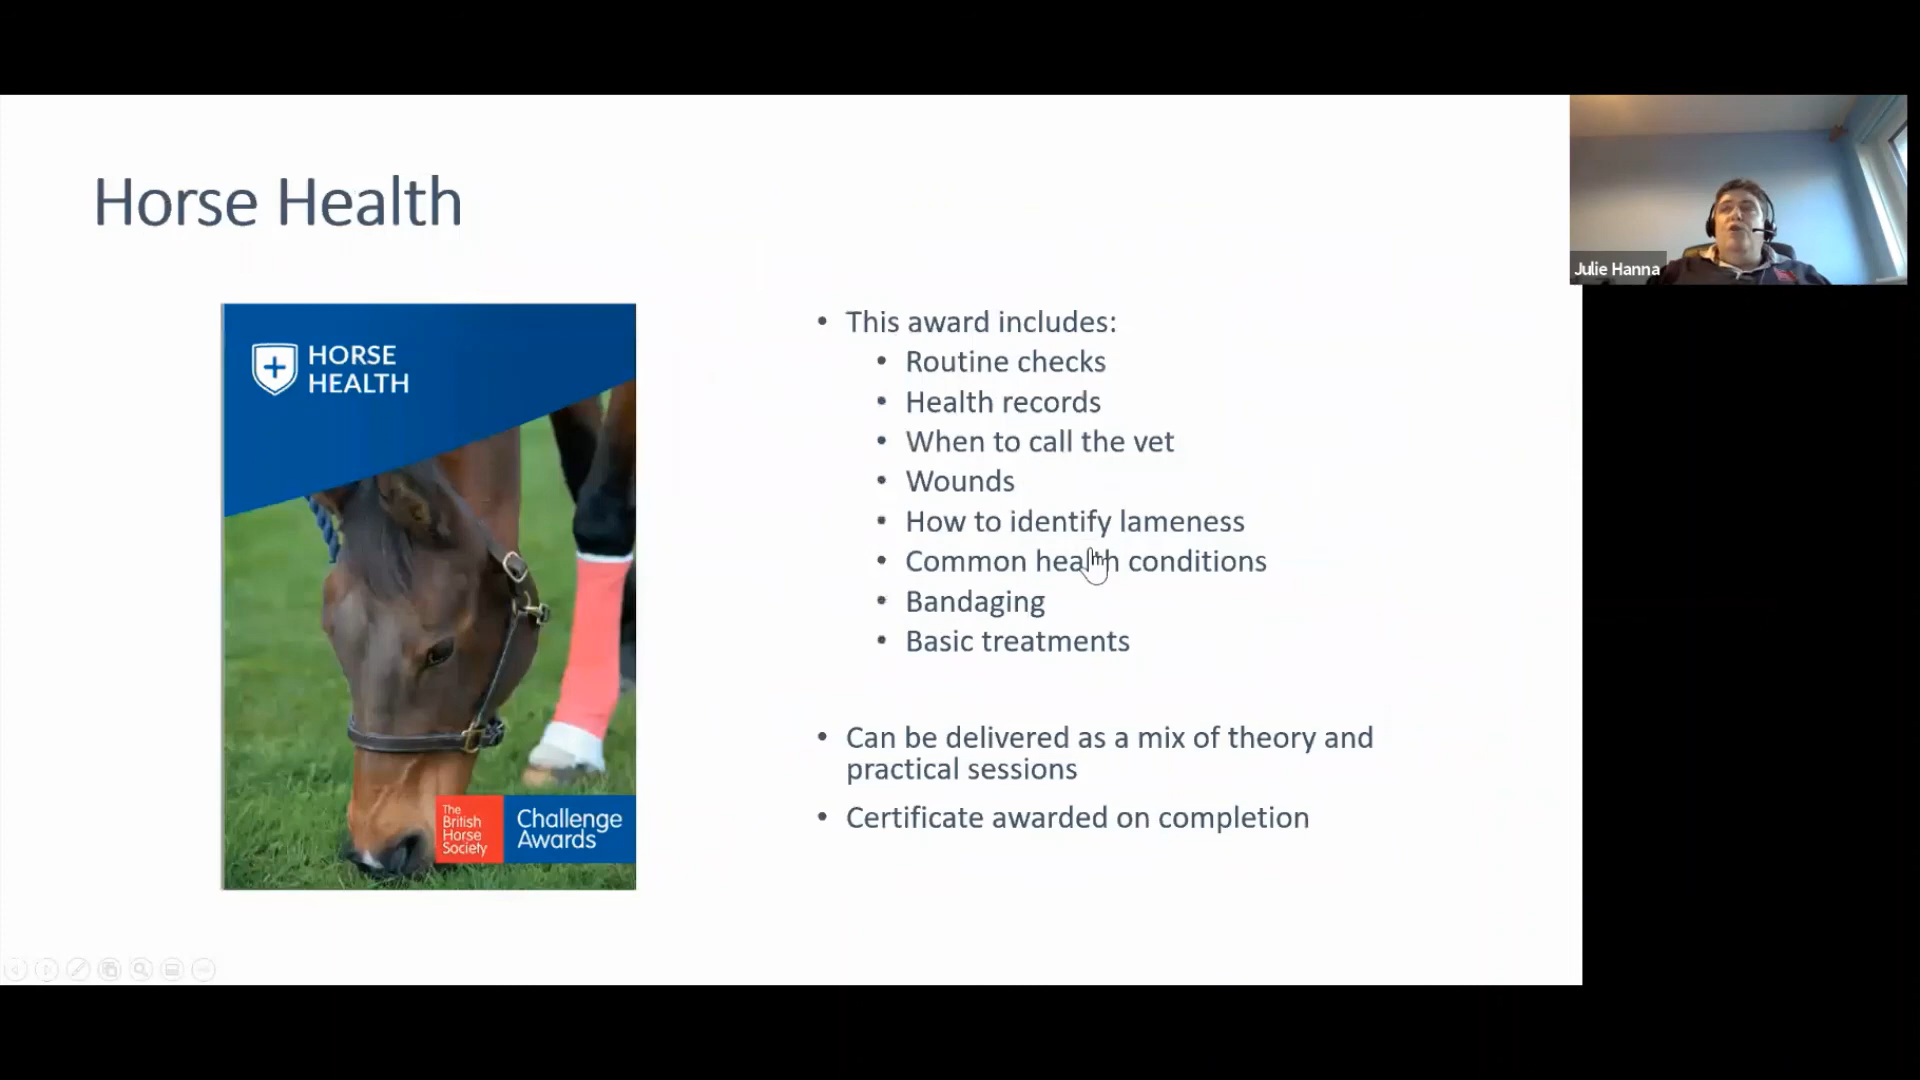 Horse Health
HORSE
HEALTH
The
British
Horse
Society
Challenge
Awards
• This award includes:
• Routine checks
• Health records
• When to call the vet
• Wounds
• How to identify lameness
• Common health conditions
• Bandaging
• Basic treatments
• Can be delivered as a mix of theory and
practical sessions
• Certificate awarded on completion
Julie Hanna